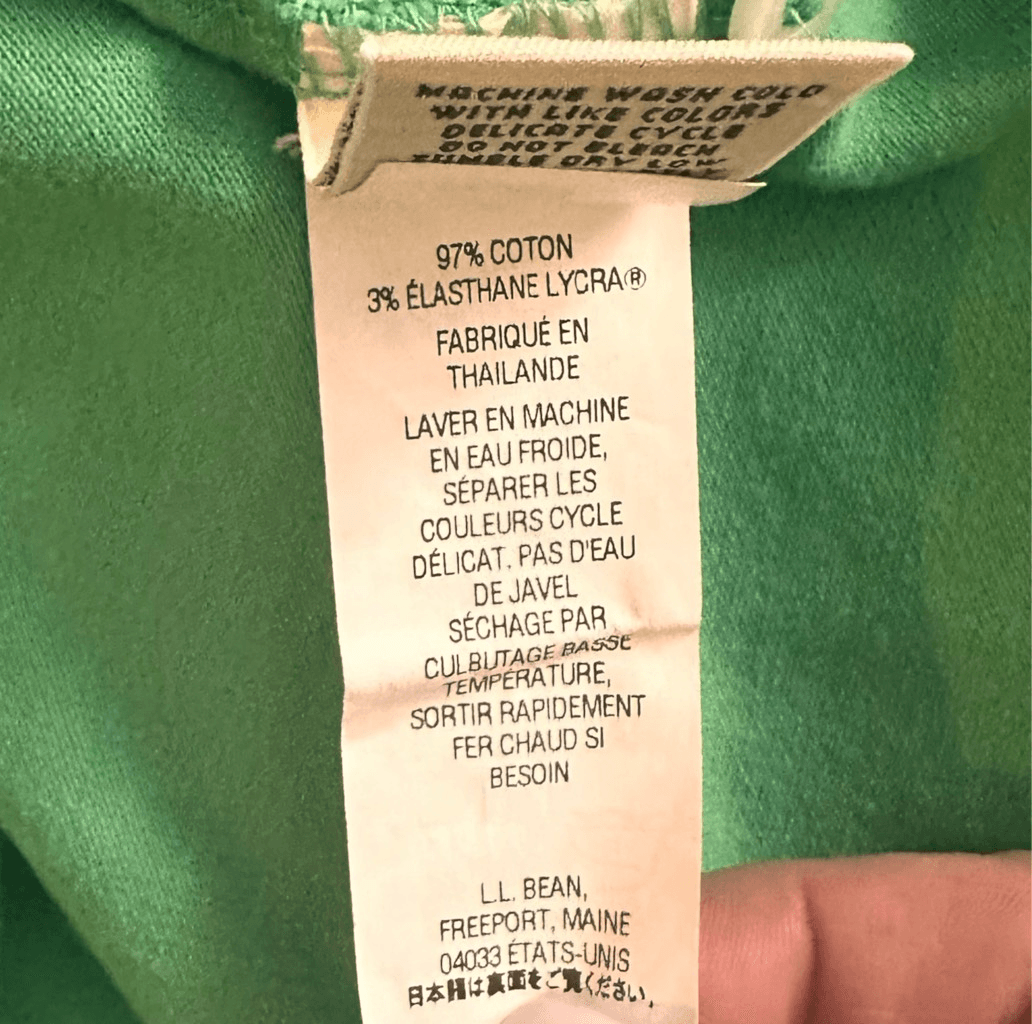 MACHINE WASH COLD
WITH LIKE COLORS
DELICATE CYCLE
DO NOT BLEACH
TUMBLE DRY LOW
97% COTON
3% ÉLASTHANE LYCRA®
FABRIQUÉ EN
THAILANDE
LAVER EN MACHINE
EN EAU FROIDE,
SÉPARER LES
COULEURS CYCLE
DÉLICAT. PAS D'EAU
DE JAVEL
SÉCHAGE PAR
CULBUTAGE BASSE
TEMPÉRATURE,
SORTIR RAPIDEMENT
FER CHAUD SI
BESOIN
L.L. BEAN,
FREEPORT, MAINE
04033 ÉTATS-UNIS
日本語は裏面をご覧ください。